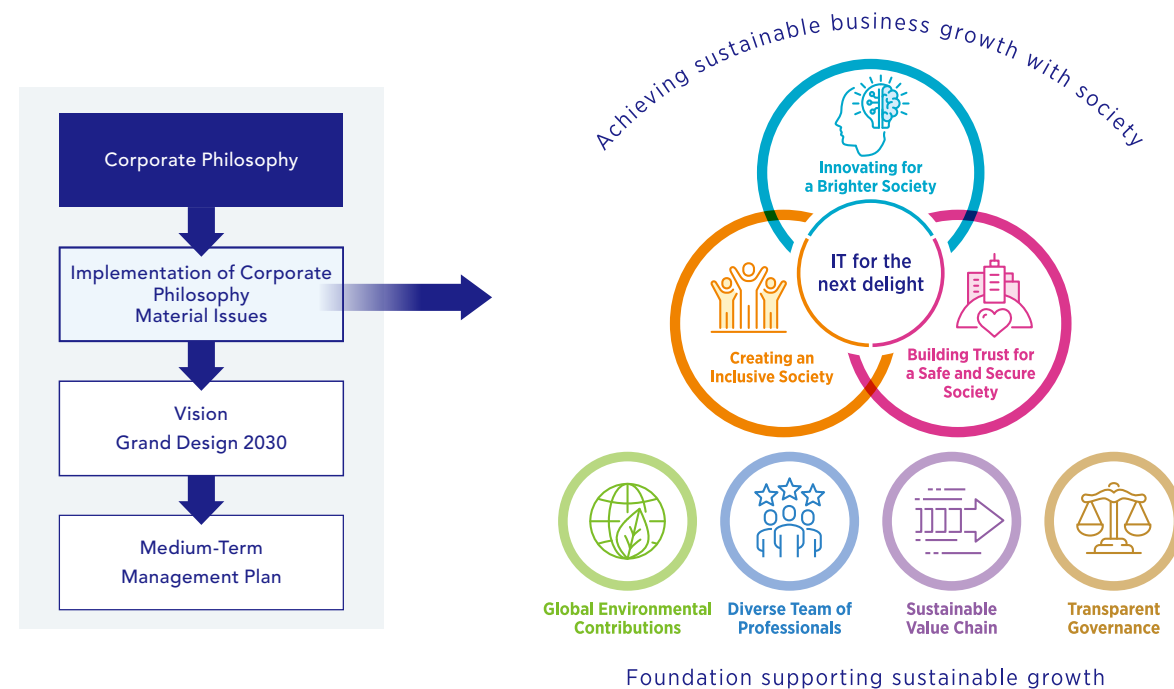 Corporate Philosophy
Implementation of Corporate
Philosophy
Material Issues
Vision
Grand Design 2030
Medium-Term
Management Plan
Achieving sustainable business growth with society
Innovating for
a Brighter Society
IT for the
next delight
Creating an
Inclusive Society
Building Trust for
a Safe and Secure
Society
Global Environmental
Contributions
Diverse Team of
Professionals
Sustainable
Value Chain
Transparent
Governance
Foundation supporting sustainable growth